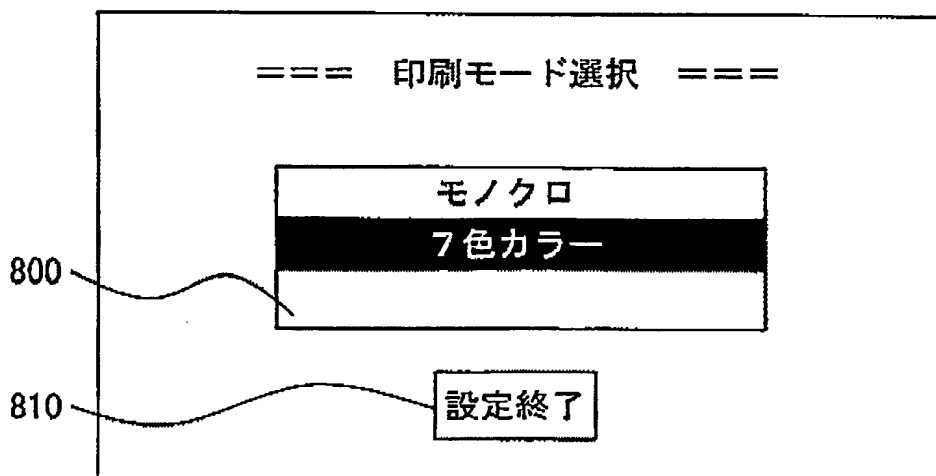 === 印刷モード選択 ===
モノクロ
7色カラー
800
810
設定終了